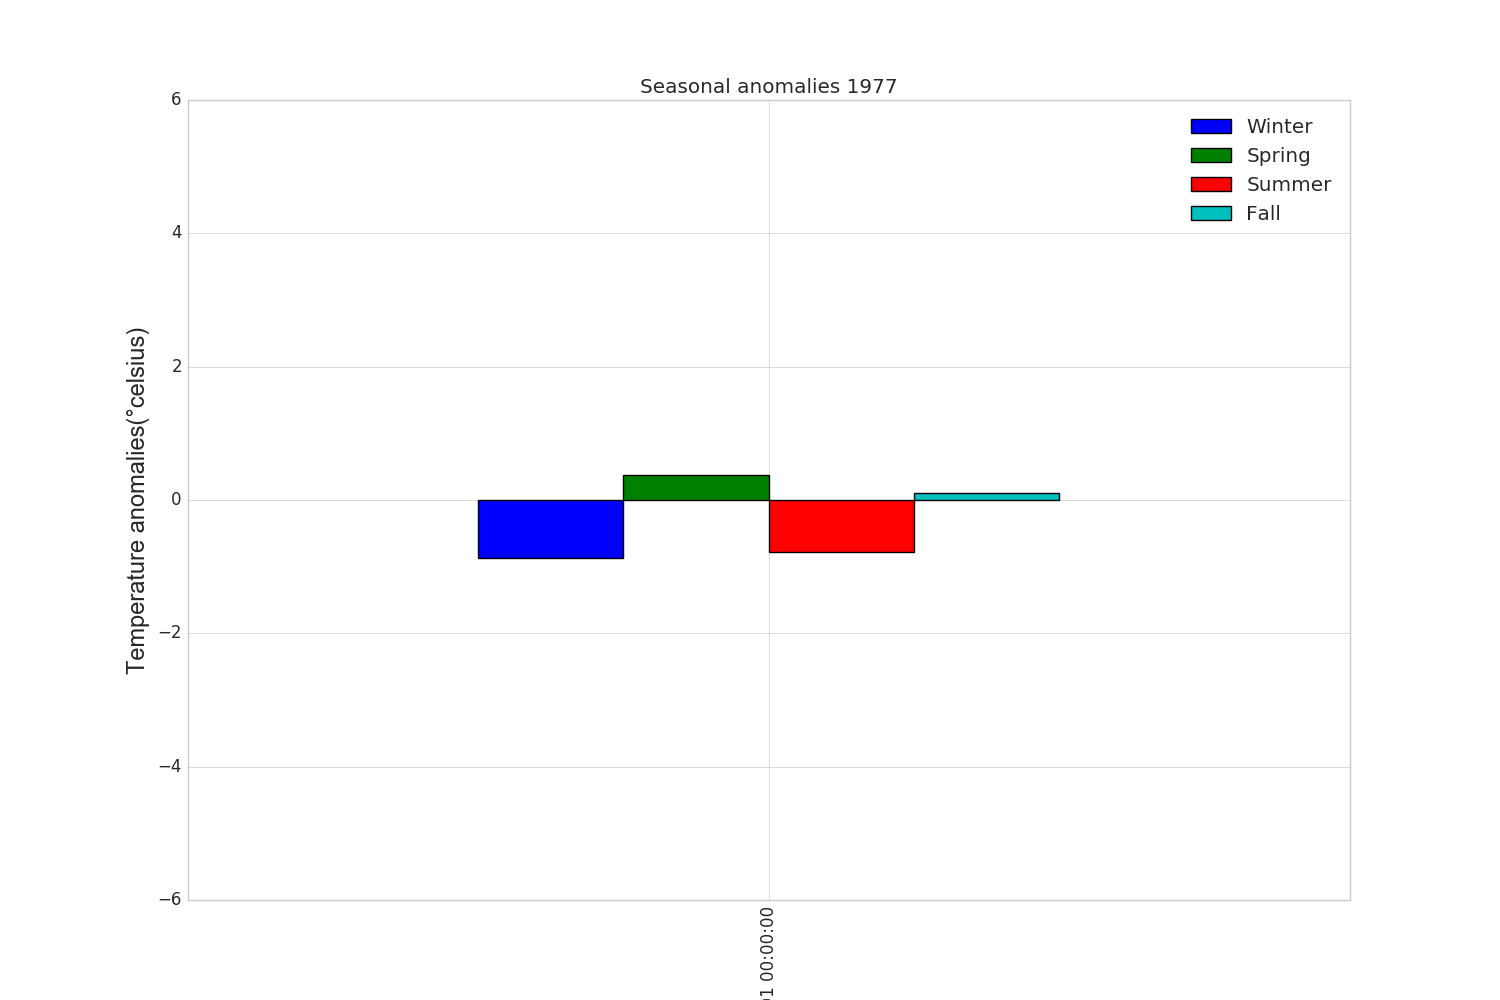 Seasonal anomalies 1977
6
4
2
0
−2
−4
−6
Temperature anomalies(°celsius)
Winter
Spring
Summer
Fall
01 00:00:00